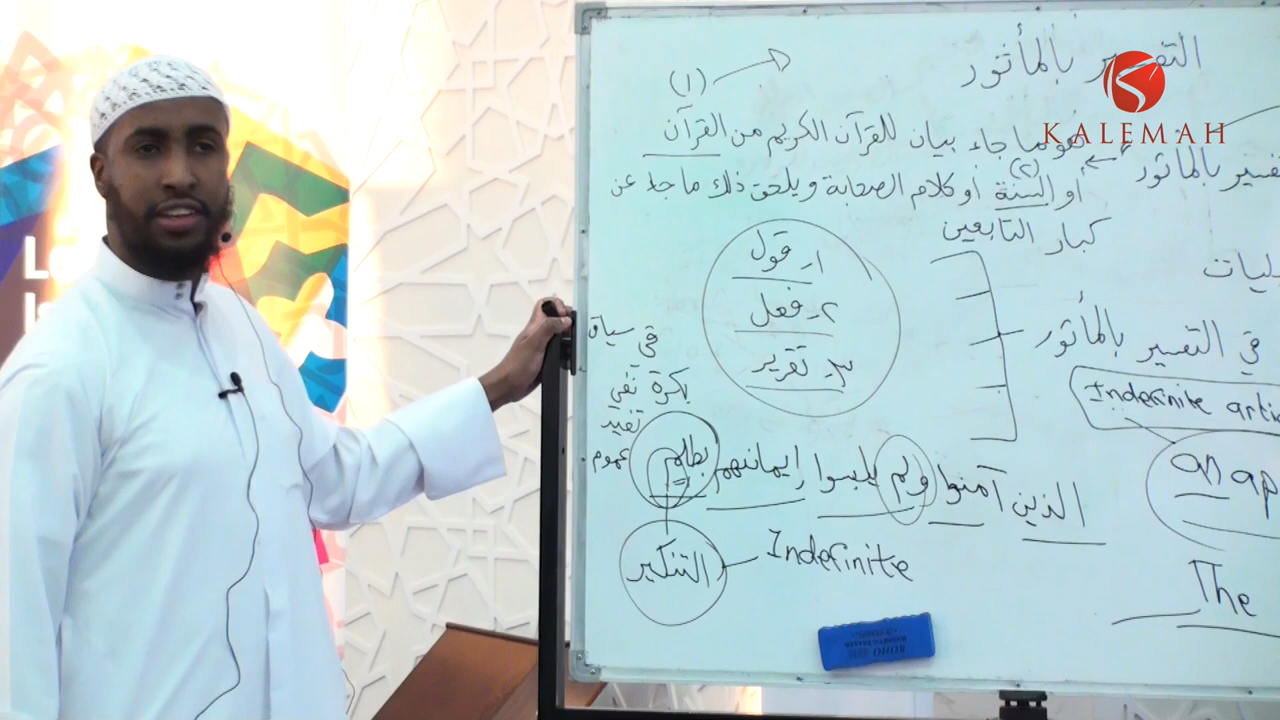 التفسير بالمأثور
(١)
KALEMAH
هو ما جاء بيان للقرآن الكريم من القرآن
(٢)
أو السنة أو كلام الصحابة ويلحق ذلك ما جاء عن
كبار التابعين
بالمأثور
١- قول
٢- فعل
٣- تقرير
في التفسير بالمأثور
في سياق
نكرة نفي
تفيد
عموم
Indefinite
an
الذين آمنوا ولم يلبسوا إيمانهم بظلم
التنكير
Indefinite
The